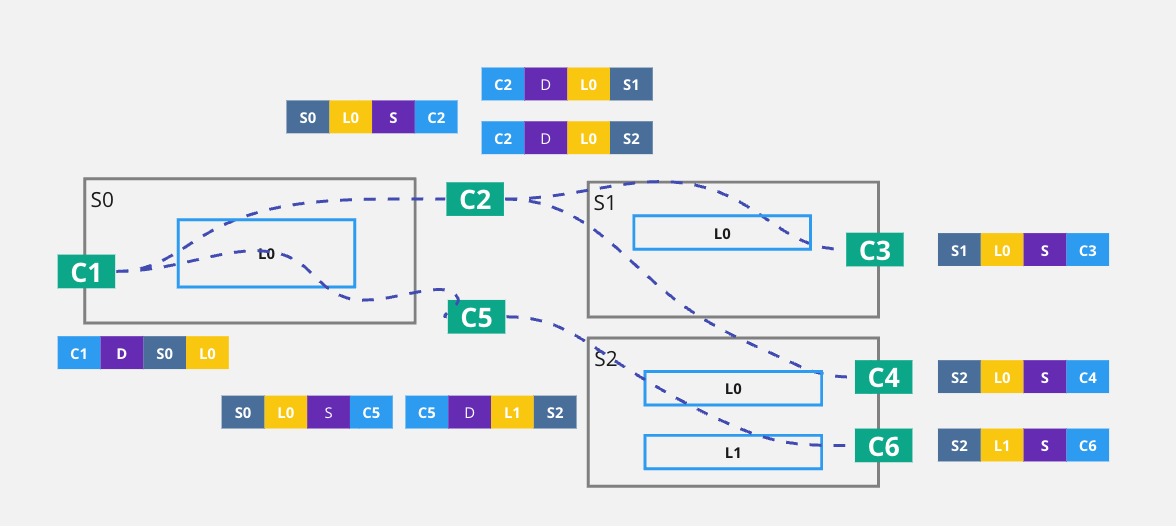 C2 D L0 S1
S0 L0 S C2
C2 D L0 S2
S0
C2
S1
L0
L0
C1
C3
S1 L0 S C3
C5
C1 D S0 L0
S2
L0
C4
S2 L0 S C4
S0 L0 S C5
C5 D L1 S2
L1
C6
S2 L1 S C6